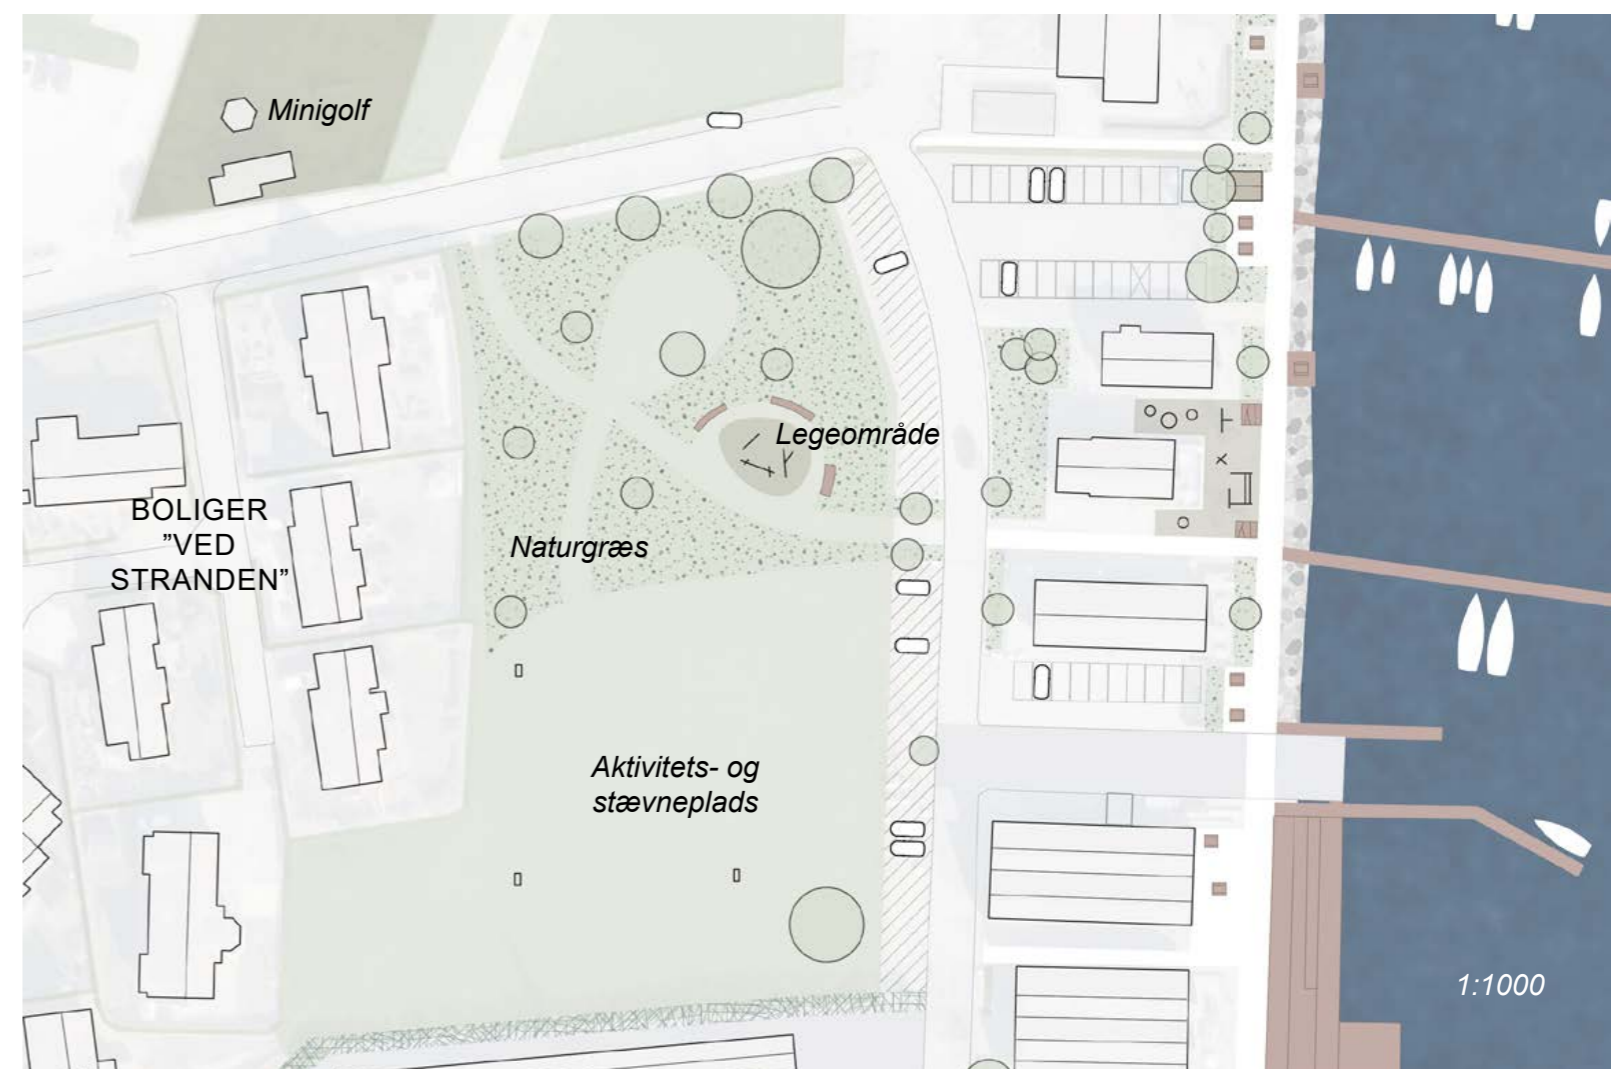 Minigolf
Legeområde
BOLIGER
”VED
STRANDEN”
Naturgræs
Aktivitets- og
stævneplads
1:1000